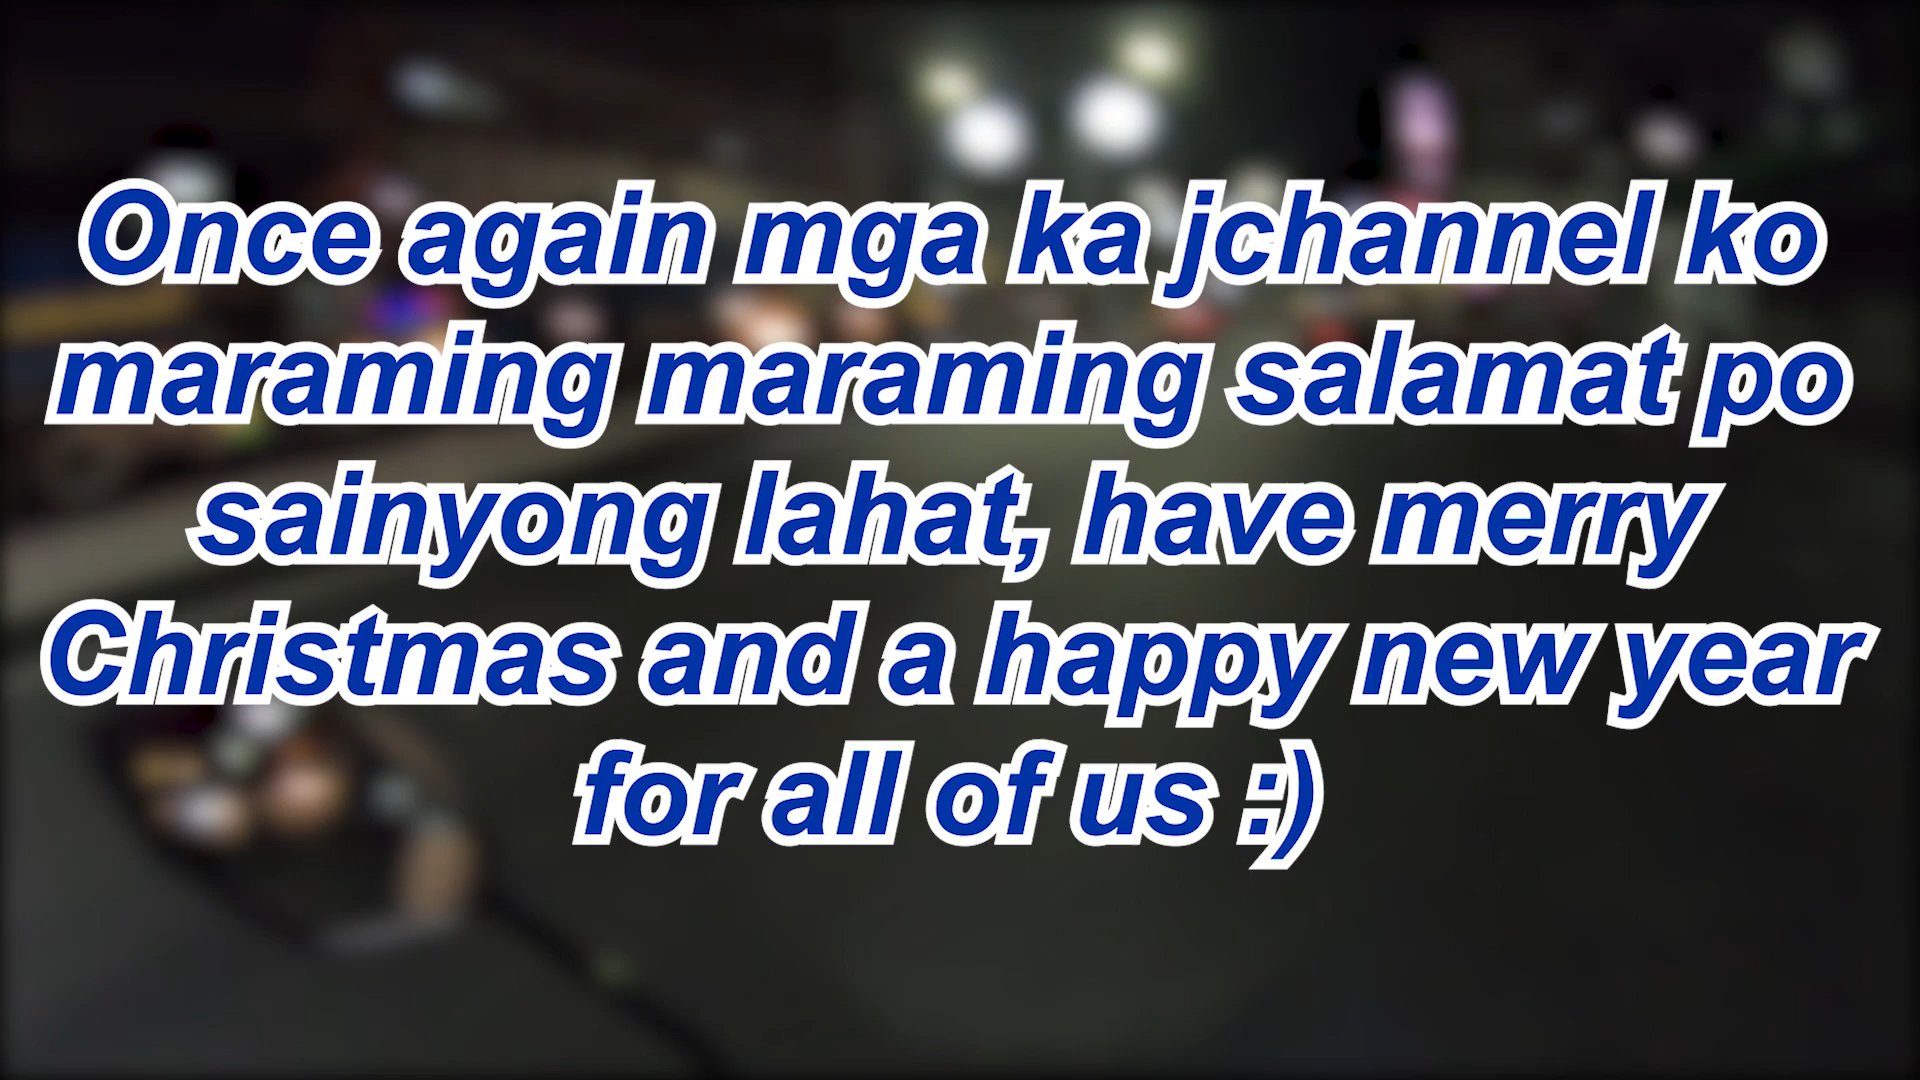 Once again mga ka jchannel ko
maraming maraming salamat po
sainyong lahat, have merry
Christmas and a happy new year
for all of us :)